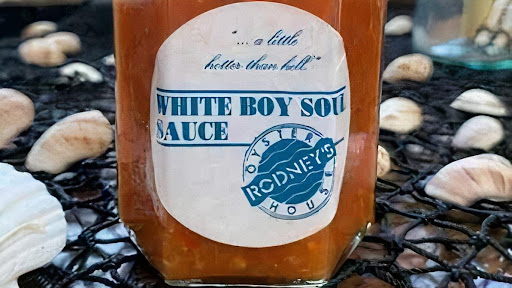 "... a little
hotter than hell"
WHITE BOY SOUL
SAUCE
OYSTER
RODNEY'S
HOUSE